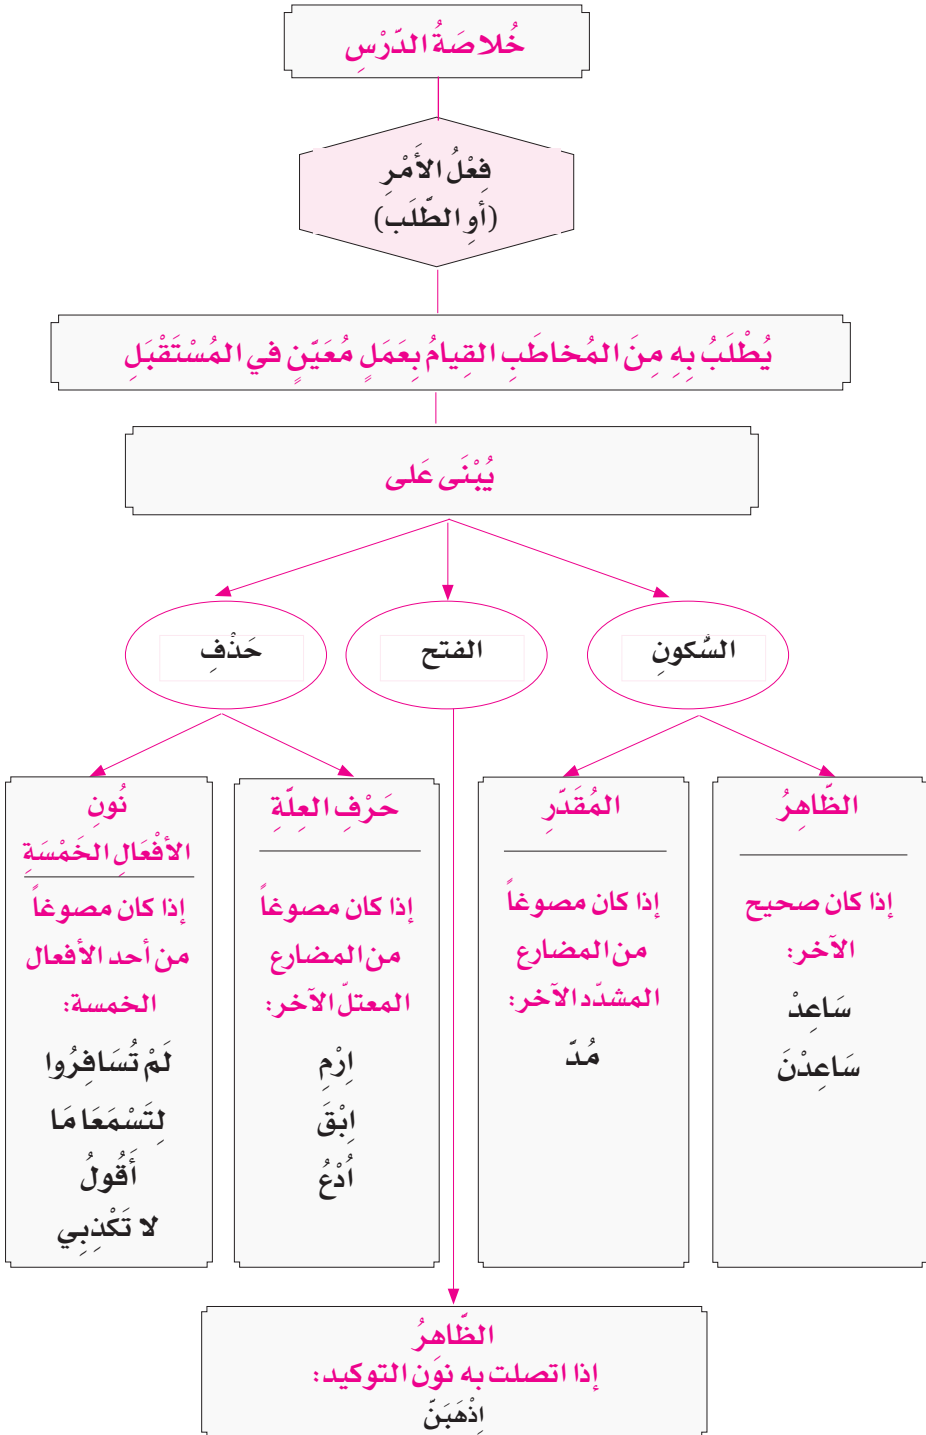 خُلاصَةُ الدّرْسِ
فِعْلُ الأَمْرِ
(أوِ الطّلَب)
يُطْلَبُ بِهِ مِنَ المُخاطَبِ القِيامُ بِعَمَلٍ مُعَيّنٍ في المُسْتَقْبَلِ
يُبْنَى عَلى
السُّكونِ
الفتح
حَذْفِ
الظّاهِرُ
إذا كان صحيح
الآخر:
سَاعِدْ
سَاعِدْنَ
المُقَدّرِ
إذا كان مصوغاً
من المضارع
المشدّد الآخر:
مُدّ
حَرْفِ العِلّةِ
إذا كان مصوغاً
من المضارع
المعتلّ الآخر:
اِرْمِ
اِبْقَ
اُدْعُ
نُونِ
الأفْعَالِ الخَمْسَةِ
إذا كان مصوغاً
من أحد الأفعال
الخمسة:
لَمْ تُسَافِرُوا
لِتَسْمَعَا مَا
أَقُولُ
لا تَكْذِبِي
الظّاهِرُ
إذا اتصلت به نوَن التوكيد:
اِذْهَبَنّ